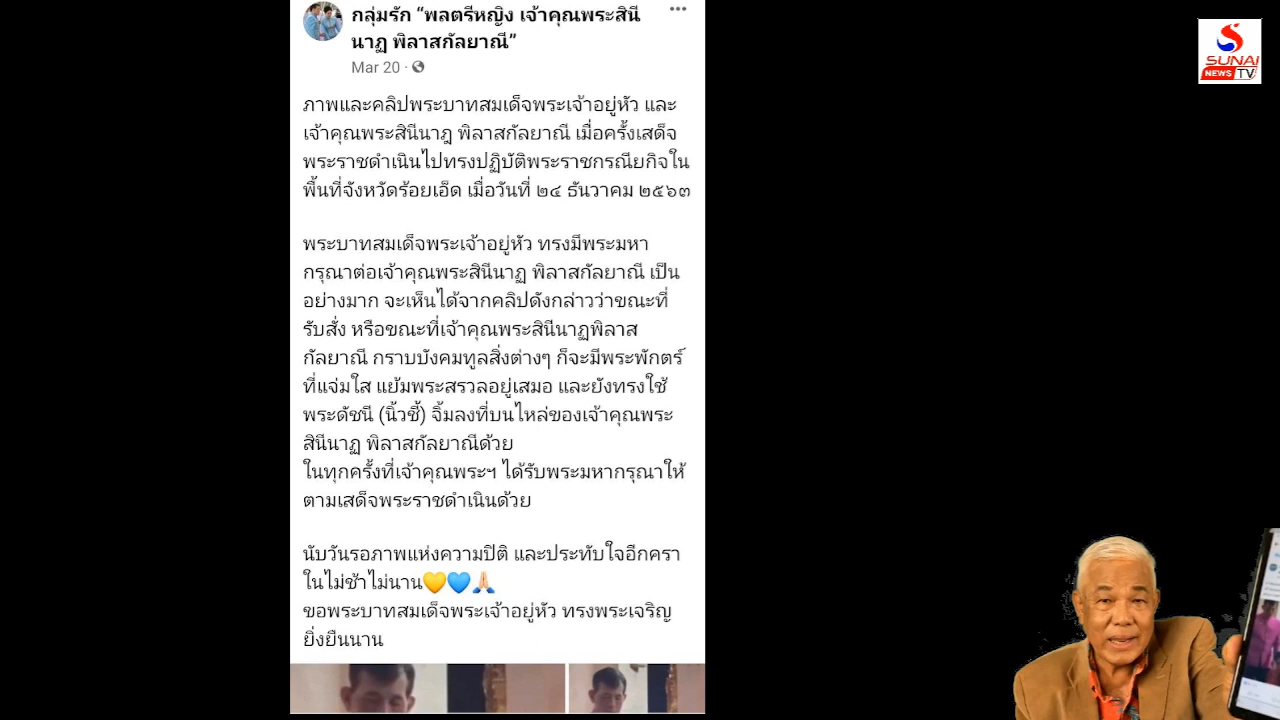 กลุ่มรัก “พลตรีหญิง เจ้าคุณพระสินี
นาฏ พิลาสกัลยาณี”
Mar 20 ·
ภาพและคลิปพระบาทสมเด็จพระเจ้าอยู่หัว และ
เจ้าคุณพระสินีนาฎ พิลาสกัลยาณี เมื่อครั้งเสด็จ
พระราชดำเนินไปทรงปฏิบัติพระราชกรณียกิจใน
พื้นที่จังหวัดร้อยเอ็ด เมื่อวันที่ ๒๔ ธันวาคม ๒๕๖๓
พระบาทสมเด็จพระเจ้าอยู่หัว ทรงมีพระมหา
กรุณาต่อเจ้าคุณพระสินีนาฏ พิลาสกัลยาณี เป็น
อย่างมาก จะเห็นได้จากคลิปดังกล่าวว่าขณะที่
รับสั่ง หรือขณะที่เจ้าคุณพระสินีนาฏพิลาส
กัลยาณี กราบบังคมทูลสิ่งต่างๆ ก็จะมีพระพักตร์
ที่แจ่มใส แย้มพระสรวลอยู่เสมอ และยังทรงใช้
พระดัชนี (นิ้วชี้) จิ้มลงที่บนไหล่ของเจ้าคุณพระ
สินีนาฏ พิลาสกัลยาณีด้วย
ในทุกครั้งที่เจ้าคุณพระฯ ได้รับพระมหากรุณาให้
ตามเสด็จพระราชดำเนินด้วย
นับวันรอภาพแห่งความปิติ และประทับใจอีกครา
ในไม่ช้าไม่นาน💛💙🙏🏻
ขอพระบาทสมเด็จพระเจ้าอยู่หัว ทรงพระเจริญ
ยิ่งยืนนาน
SUNAI
NEWS TV